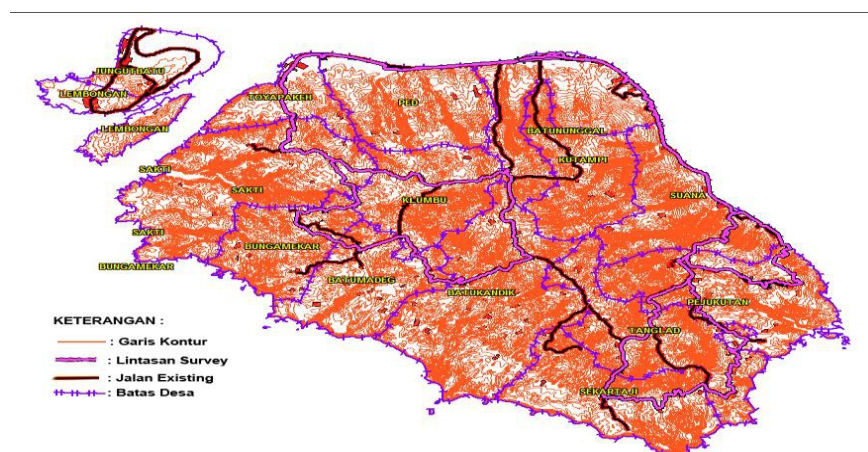 JUNGUTBATU
LEMBONGAN
LEMBONGAN
TOYAPAKEH
PED
BATUNUNGGAL
KUTAMPI
SAKTI
SAKTI
KLUMBU
SUANA
SAKTI
BUNGAMEKAR
BUNGAMEKAR
BATUMADEG
BATUKANDIK
PEJUKUTAN
TANGLAD
SEKARTAJI
KETERANGAN :
: Garis Kontur
: Lintasan Survey
: Jalan Existing
: Batas Desa